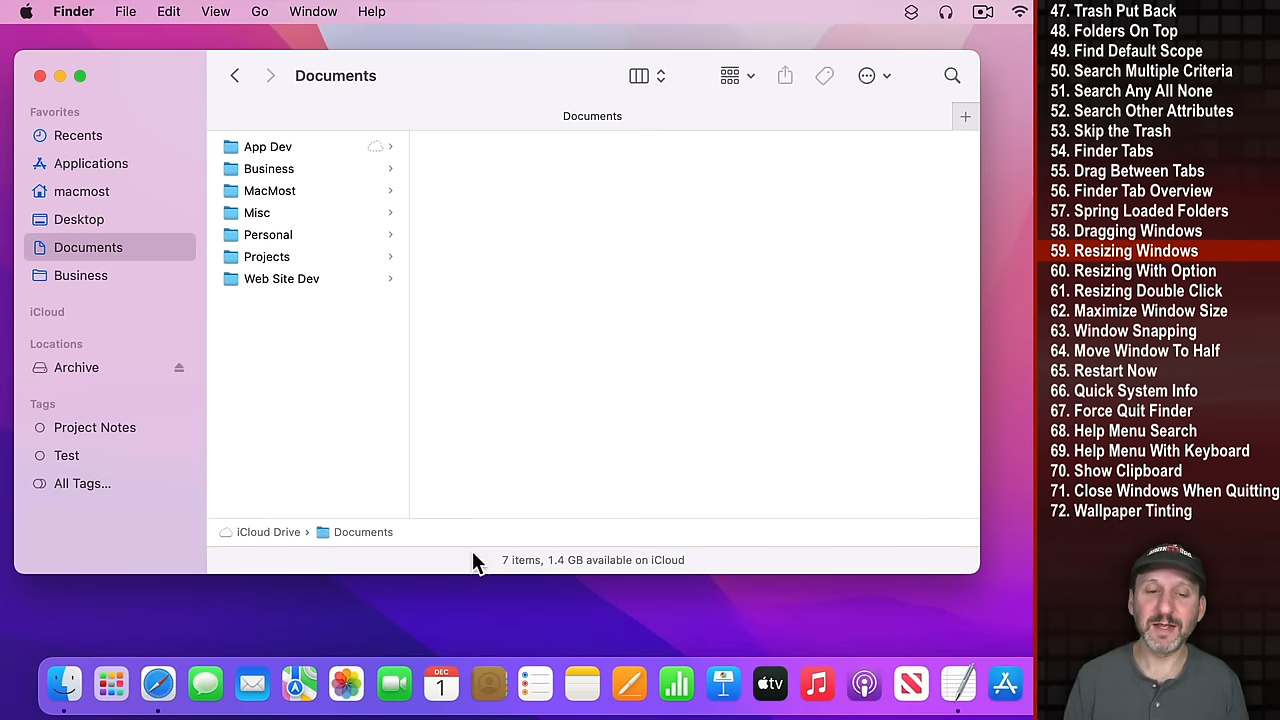 Finder File Edit View Go Window Help
Documents
Favorites
Recents
Applications
macmost
Desktop
Documents
Business
iCloud
Locations
Archive
Tags
Project Notes
Test
All Tags...
Documents
App Dev
Business
MacMost
Misc
Personal
Projects
Web Site Dev
iCloud Drive › Documents
7 items, 1.4 GB available on iCloud
DEC
1
tv
47. Trash Put Back
48. Folders On Top
49. Find Default Scope
50. Search Multiple Criteria
51. Search Any All None
52. Search Other Attributes
53. Skip the Trash
54. Finder Tabs
55. Drag Between Tabs
56. Finder Tab Overview
57. Spring Loaded Folders
58. Dragging Windows
59. Resizing Windows
60. Resizing With Option
61. Resizing Double Click
62. Maximize Window Size
63. Window Snapping
64. Move Window To Half
65. Restart Now
66. Quick System Info
67. Force Quit Finder
68. Help Menu Search
69. Help Menu With Keyboard
70. Show Clipboard
71. Close Windows When Quitting
72. Wallpaper Tinting